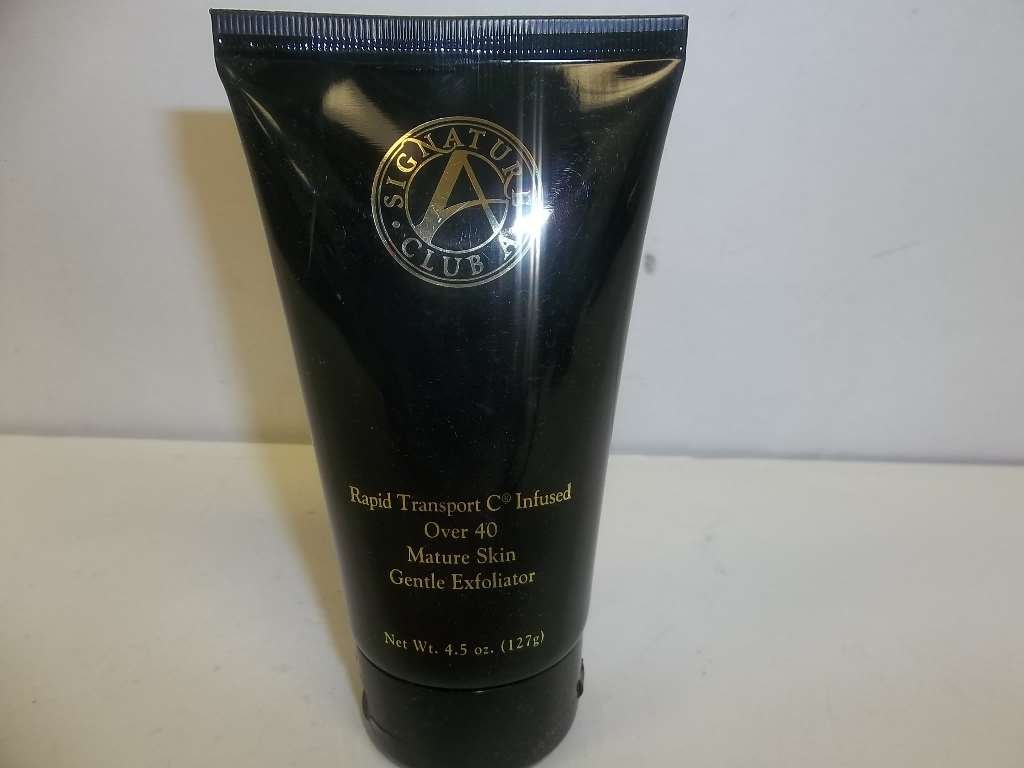 SIGNATURE
CLUB A
A
Rapid Transport C® Infused
Over 40
Mature Skin
Gentle Exfoliator
Net Wt. 4.5 oz. (127g)